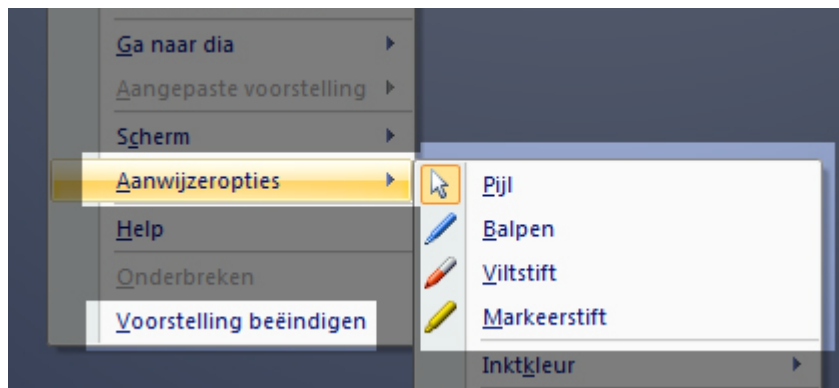 Ga naar dia
Aangepaste voorstelling
Scherm
Aanwijzeropties
Help
Onderbreken
Voorstelling beëindigen
Pijl
Balpen
Viltstift
Markeerstift
Inktkleur